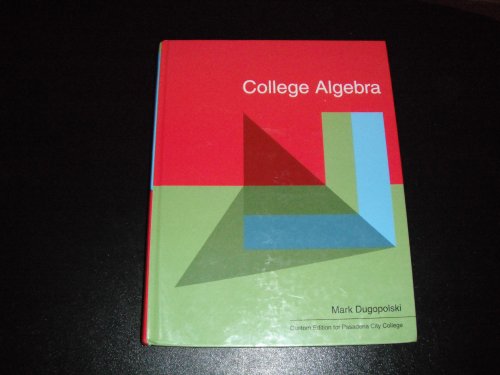 College Algebra
Mark Dugopolski
Custom Edition for Pasadena City College